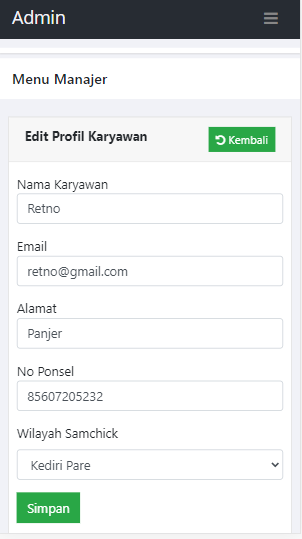 Admin
Menu Manajer
Edit Profil Karyawan
Kembali
Nama Karyawan
Retno
Email
retno@gmail.com
Alamat
Panjer
No Ponsel
85607205232
Wilayah Samchick
Kediri Pare
Simpan